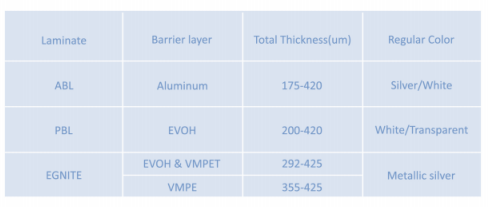 Laminate Barrier layer Total Thickness(um) Regular Color
ABL Aluminum 175-420 Silver/White
PBL EVOH 200-420 White/Transparent
EGNITE EVOH & VMPET 292-425 Metallic silver
VMPE 355-425